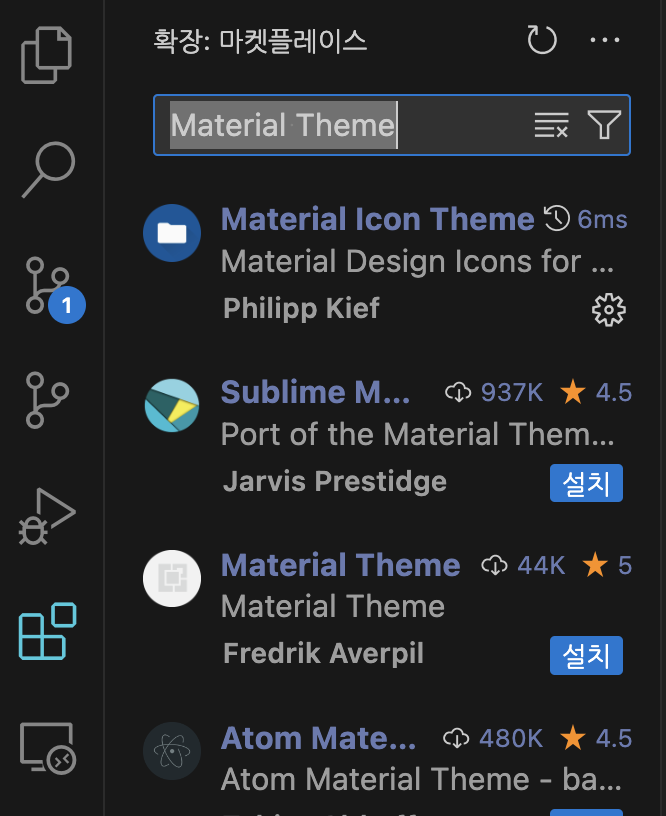 확장: 마켓플레이스
Material Theme
Material Icon Theme 6ms
Material Design Icons for ...
Philipp Kief
1
Sublime M... 937K 4.5
Port of the Material Them...
Jarvis Prestidge 설치
Material Theme 44K 5
Material Theme
Fredrik Averpil 설치
Atom Mate... 480K 4.5
Atom Material Theme - ba...